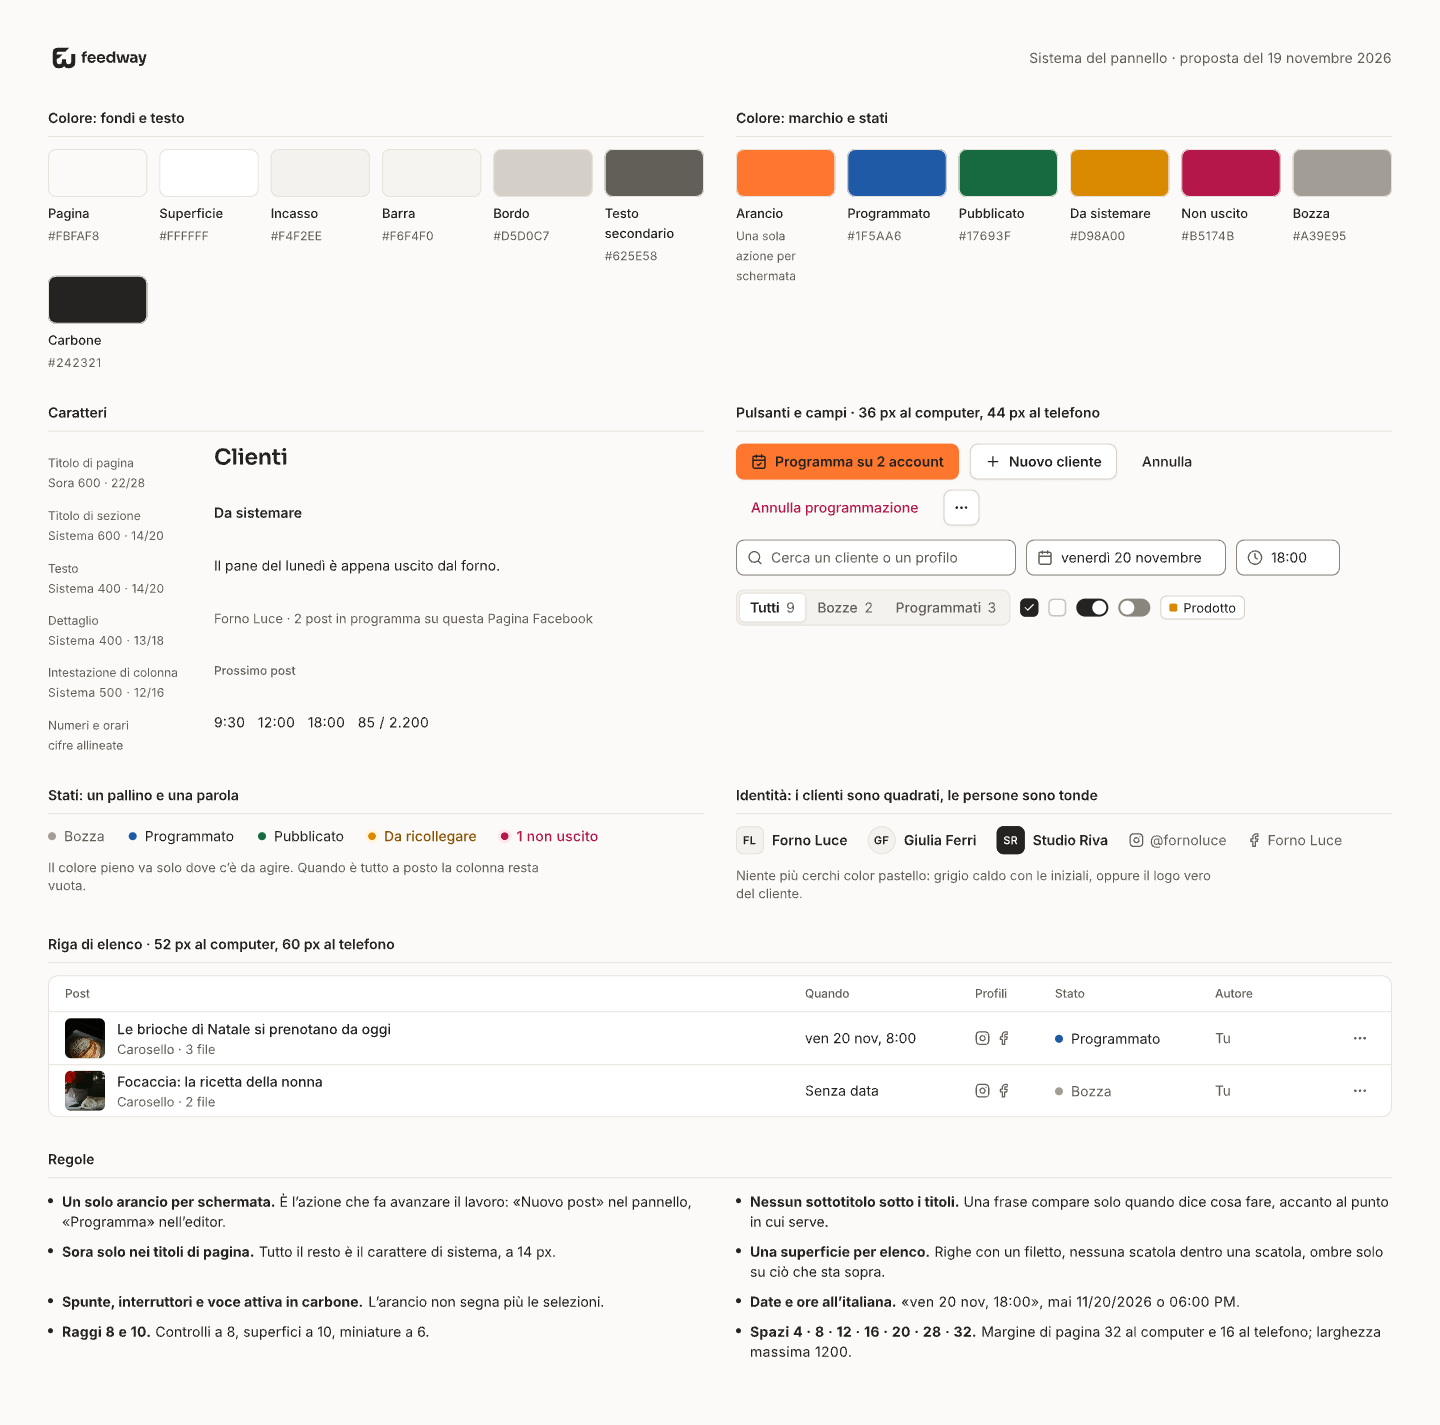 feedway
Sistema del pannello · proposta del 19 novembre 2026
Colore: fondi e testo
Pagina
#FBFAF8
Superficie
#FFFFFF
Incasso
#F4F2EE
Barra
#F6F4F0
Bordo
#D5D0C7
Testo
secondario
#625E58
Carbone
#242321
Colore: marchio e stati
Arancio
Una sola
azione per
schermata
Programmato
#1F5AA6
Pubblicato
#17693F
Da sistemare
#D98A00
Non uscito
#B5174B
Bozza
#A39E95
Caratteri
Titolo di pagina
Sora 600 · 22/28
Clienti
Titolo di sezione
Sistema 600 · 14/20
Da sistemare
Testo
Sistema 400 · 14/20
Il pane del lunedì è appena uscito dal forno.
Dettaglio
Sistema 400 · 13/18
Forno Luce · 2 post in programma su questa Pagina Facebook
Intestazione di colonna
Sistema 500 · 12/16
Prossimo post
Numeri e orari
cifre allineate
9:30 12:00 18:00 85 / 2.200
Pulsanti e campi · 36 px al computer, 44 px al telefono
Programma su 2 account
Nuovo cliente
Annulla
Annulla programmazione
Cerca un cliente o un profilo
venerdì 20 novembre
18:00
Tutti 9
Bozze 2
Programmati 3
Prodotto
Stati: un pallino e una parola
Bozza
Programmato
Pubblicato
Da ricollegare
1 non uscito
Il colore pieno va solo dove c'è da agire. Quando è tutto a posto la colonna resta
vuota.
Identità: i clienti sono quadrati, le persone sono tonde
FL Forno Luce
GF Giulia Ferri
SR Studio Riva
@fornoluce
Forno Luce
Niente più cerchi color pastello: grigio caldo con le iniziali, oppure il logo vero
del cliente.
Riga di elenco · 52 px al computer, 60 px al telefono
Post Quando Profili Stato Autore
Le brioche di Natale si prenotano da oggi
Carosello · 3 file
ven 20 nov, 8:00
Programmato
Tu
Focaccia: la ricetta della nonna
Carosello · 2 file
Senza data
Bozza
Tu
Regole
• Un solo arancio per schermata. È l'azione che fa avanzare il lavoro: «Nuovo post» nel pannello,
«Programma» nell'editor.
• Nessun sottotitolo sotto i titoli. Una frase compare solo quando dice cosa fare, accanto al punto
in cui serve.
• Sora solo nei titoli di pagina. Tutto il resto è il carattere di sistema, a 14 px.
• Una superficie per elenco. Righe con un filetto, nessuna scatola dentro una scatola, ombre solo
su ciò che sta sopra.
• Spunte, interruttori e voce attiva in carbone. L'arancio non segna più le selezioni.
• Date e ore all'italiana. «ven 20 nov, 18:00», mai 11/20/2026 o 06:00 PM.
• Raggi 8 e 10. Controlli a 8, superfici a 10, miniature a 6.
• Spazi 4 · 8 · 12 · 16 · 20 · 28 · 32. Margine di pagina 32 al computer e 16 al telefono; larghezza
massima 1200.